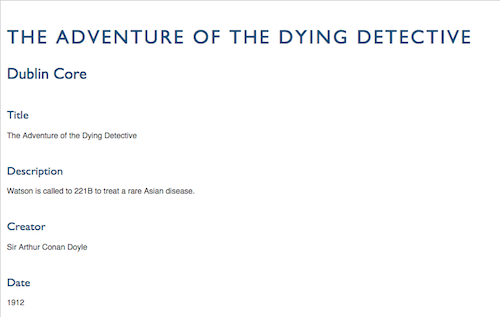 THE ADVENTURE OF THE DYING DETECTIVE
Dublin Core
Title
The Adventure of the Dying Detective
Description
Watson is called to 221B to treat a rare Asian disease.
Creator
Sir Arthur Conan Doyle
Date
1912